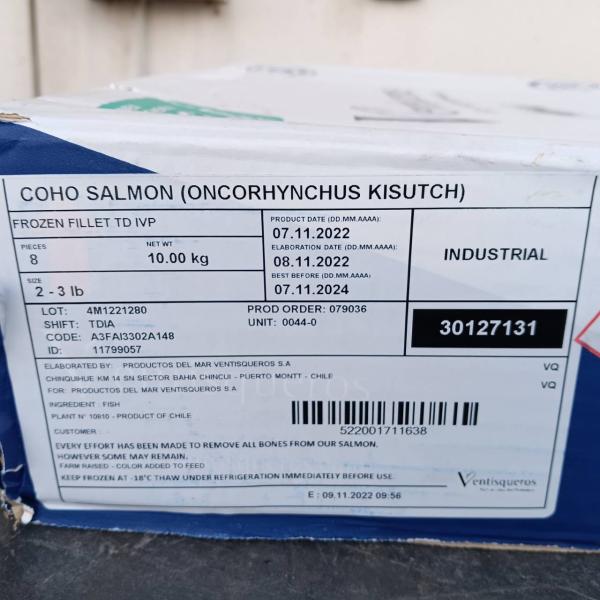 COHO SALMON (ONCORHYNCHUS KISUTCH)
FROZEN FILLET TD IVP
PIECES
8
NET WT
10.00 kg
SIZE
2 - 3 lb
PRODUCT DATE (DD.MM.AAAA):
07.11.2022
ELABORATION DATE (DD.MM.AAAA):
08.11.2022
BEST BEFORE (DD.MM.AAAA):
07.11.2024
INDUSTRIAL
LOT: 4M1221280
SHIFT: TDIA
CODE: A3FAI3302A148
ID: 11799057
PROD ORDER: 079036
UNIT: 0044-0
30127131
ELABORATED BY: PRODUCTOS DEL MAR VENTISQUEROS S.A
CHINQUIHUE KM 14 SN SECTOR BAHIA CHINCUI - PUERTO MONTT - CHILE
FOR: PRODUCTOS DEL MAR VENTISQUEROS S.A
VQ
VQ
INGREDIENT: FISH
PLANT N° 10810 - PRODUCT OF CHILE
CUSTOMER:
522001711638
EVERY EFFORT HAS BEEN MADE TO REMOVE ALL BONES FROM OUR SALMON.
HOWEVER SOME MAY REMAIN.
FARM RAISED - COLOR ADDED TO FEED
KEEP FROZEN AT -18°C THAW UNDER REFRIGERATION IMMEDIATELY BEFORE USE.
Ventisqueros
E : 09.11.2022 09:56